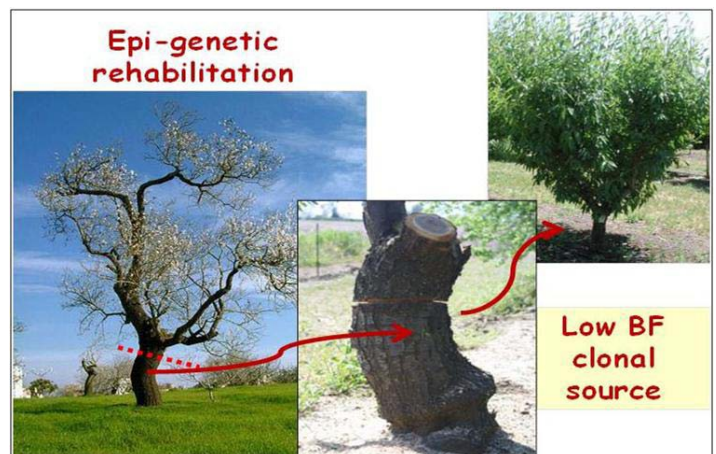 Epi-genetic
rehabilitation
Low BF
clonal
source